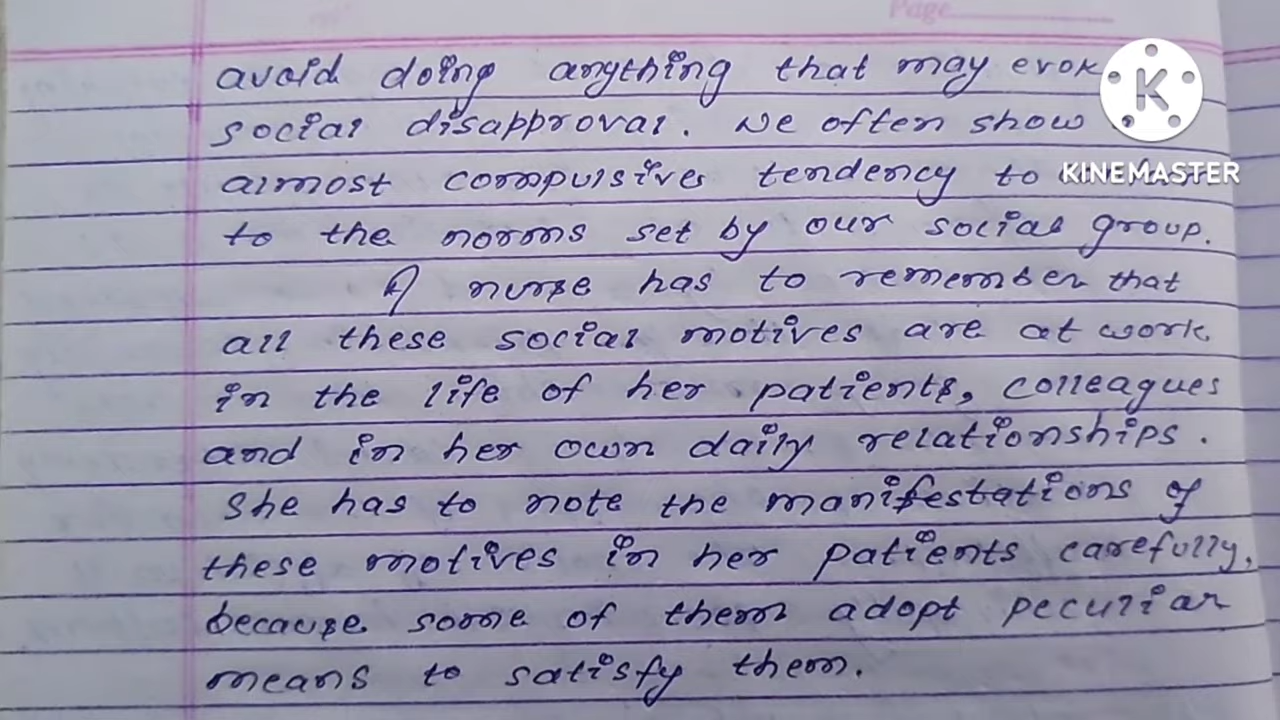 Page
avoid doing anything that may evok
social disapproval. We often show
almost compulsives tendency to
to the norms set by our social group.
A nurse has to remember that
all these social motives are at work
in the life of her patients, colleagues
and in her own daily relationships.
She has to note the manifestations of
these motives in her patients carefully,
because some of them adopt peculiar
means to satisfy them.
K
KINEMASTER